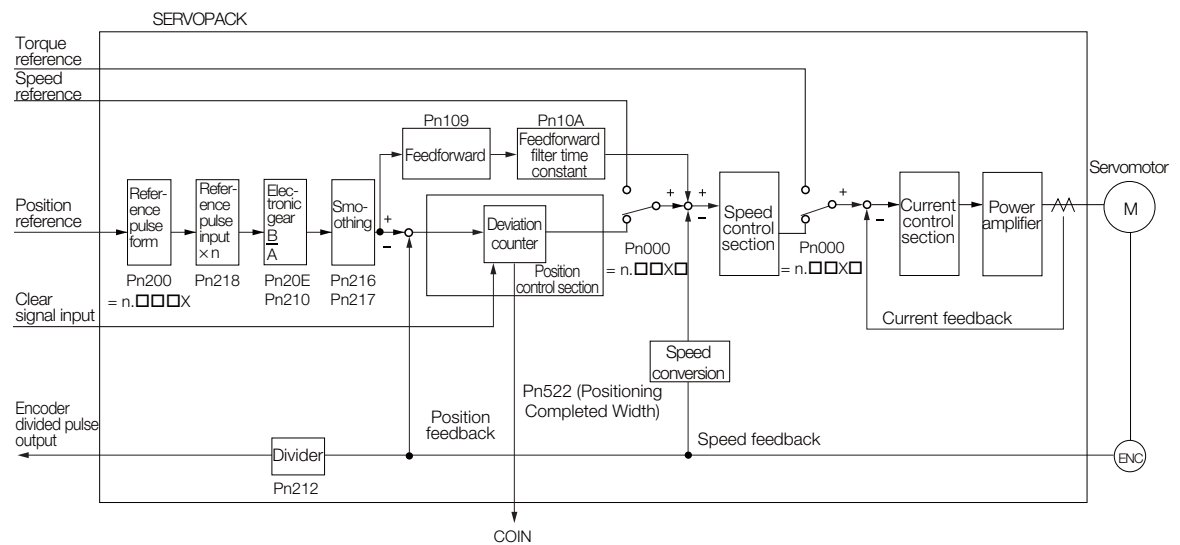 SERVOPACK
Torque
reference
Speed
reference
Pn109
Feedforward
Pn10A
Feedforward
filter time
constant
Servomotor
Position
reference
Refer-
ence
pulse
form
Pn200
= n.□□□X
Refer-
ence
pulse
input
×n
Pn218
Elec-
tronic
gear
B
A
Pn20E
Pn210
Smo-
othing
Pn216
Pn217
+
−
Deviation
counter
Position
control section
+
Pn000
= n.□□X□
+
−
Speed
control
section
+
Pn000
= n.□□X□
−
Current
control
section
Power
amplifier
M
Clear
signal input
Current feedback
Speed
conversion
Pn522 (Positioning
Completed Width)
Encoder
divided pulse
output
Divider
Pn212
Position
feedback
Speed feedback
ENC
COIN